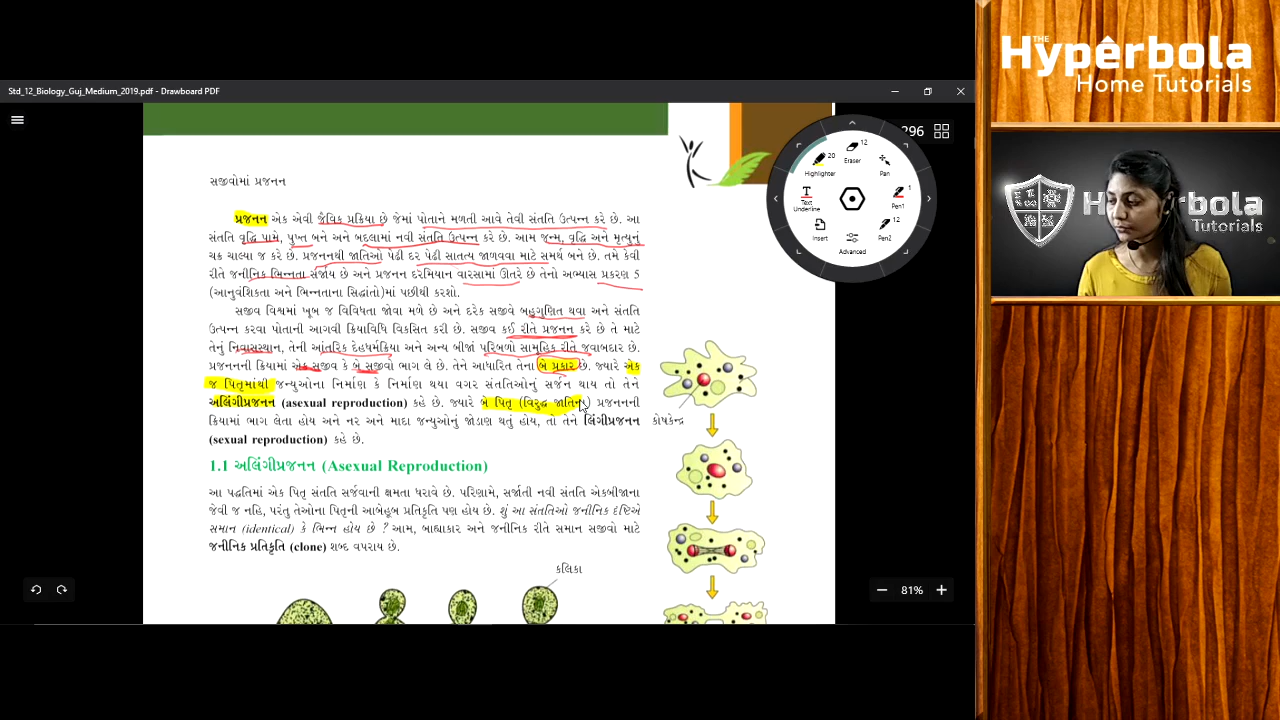 THE
Hypêrbola
Home Tutorials
Std_12_Biology_Guj_Medium_2019.pdf - Drawboard PDF
296
12
Eraser
20
Highlighter
Pan
Text
Underline
1
Pen1
Insert
12
Pen2
Advanced
સજીવોમાં પ્રજનન
પ્રજનન એક એવી જૈવિક પ્રક્રિયા છે જેમાં પોતાને મળતી આવે તેવી સંતતિ ઉત્પન્ન કરે છે. આ
સંતતિ વૃદ્ધિ પામે, પુખ્ત બને અને બદલામાં નવી સંતતિ ઉત્પન્ન કરે છે. આમ જન્મ, વૃદ્ધિ અને મૃત્યુનું
ચક્ર ચાલ્યા જ કરે છે. પ્રજનનથી જાતિઓ પેઢી દર પેઢી સાતત્ય જાળવવા માટે સમર્થ બને છે. તમે કેવી
રીતે જનીનિક ભિન્નતા સર્જાય છે અને પ્રજનન દરમિયાન વારસામાં ઊતરે છે તેનો અભ્યાસ પ્રકરણ 5
(આનુવંશિકતા અને ભિન્નતાના સિદ્ધાંતો)માં પછીથી કરશો.
સજીવ વિશ્વમાં ખૂબ જ વિવિધતા જોવા મળે છે અને દરેક સજીવે બહુગુણિત થવા અને સંતતિ
ઉત્પન્ન કરવા પોતાની આગવી ક્રિયાવિધિ વિકસિત કરી છે. સજીવ કઈ રીતે પ્રજનન કરે છે તે માટે
તેનું નિવાસસ્થાન, તેની આંતરિક દેહધર્મક્રિયા અને અન્ય બીજાં પરિબળો સામૂહિક રીતે જવાબદાર છે.
પ્રજનનની ક્રિયામાં એક સજીવ કે બે સજીવો ભાગ લે છે. તેને આધારિત તેના બે પ્રકાર છે. જ્યારે એક
જ પિતૃમાંથી જન્યુઓના નિર્માણ કે નિર્માણ થયા વગર સંતતિઓનું સર્જન થાય તો તેને
અલિંગીપ્રજનન (asexual reproduction) કહે છે. જ્યારે બે પિતૃ (વિરુદ્ધ જાતિના) પ્રજનનની
ક્રિયામાં ભાગ લેતા હોય અને નર અને માદા જન્યુઓનું જોડાણ થતું હોય, તો તેને લિંગીપ્રજનન
(sexual reproduction) કહે છે.
કોષકેન્દ્ર
1.1 અલિંગીપ્રજનન (Asexual Reproduction)
આ પદ્ધતિમાં એક પિતૃ સંતતિ સર્જવાની ક્ષમતા ધરાવે છે. પરિણામે, સર્જાતી નવી સંતતિ એકબીજાના
જેવી જ નહિ, પરંતુ તેઓના પિતૃની આબેહૂબ પ્રતિકૃતિ પણ હોય છે. શું આ સંતતિઓ જનીનિક દૃષ્ટિએ
સમાન (identical) કે ભિન્ન હોય છે ? આમ, બાહ્યાકાર અને જનીનિક રીતે સમાન સજીવો માટે
જનીનિક પ્રતિકૃતિ (clone) શબ્દ વપરાય છે.
કલિકા
81%
Hyperbola
Tutorials